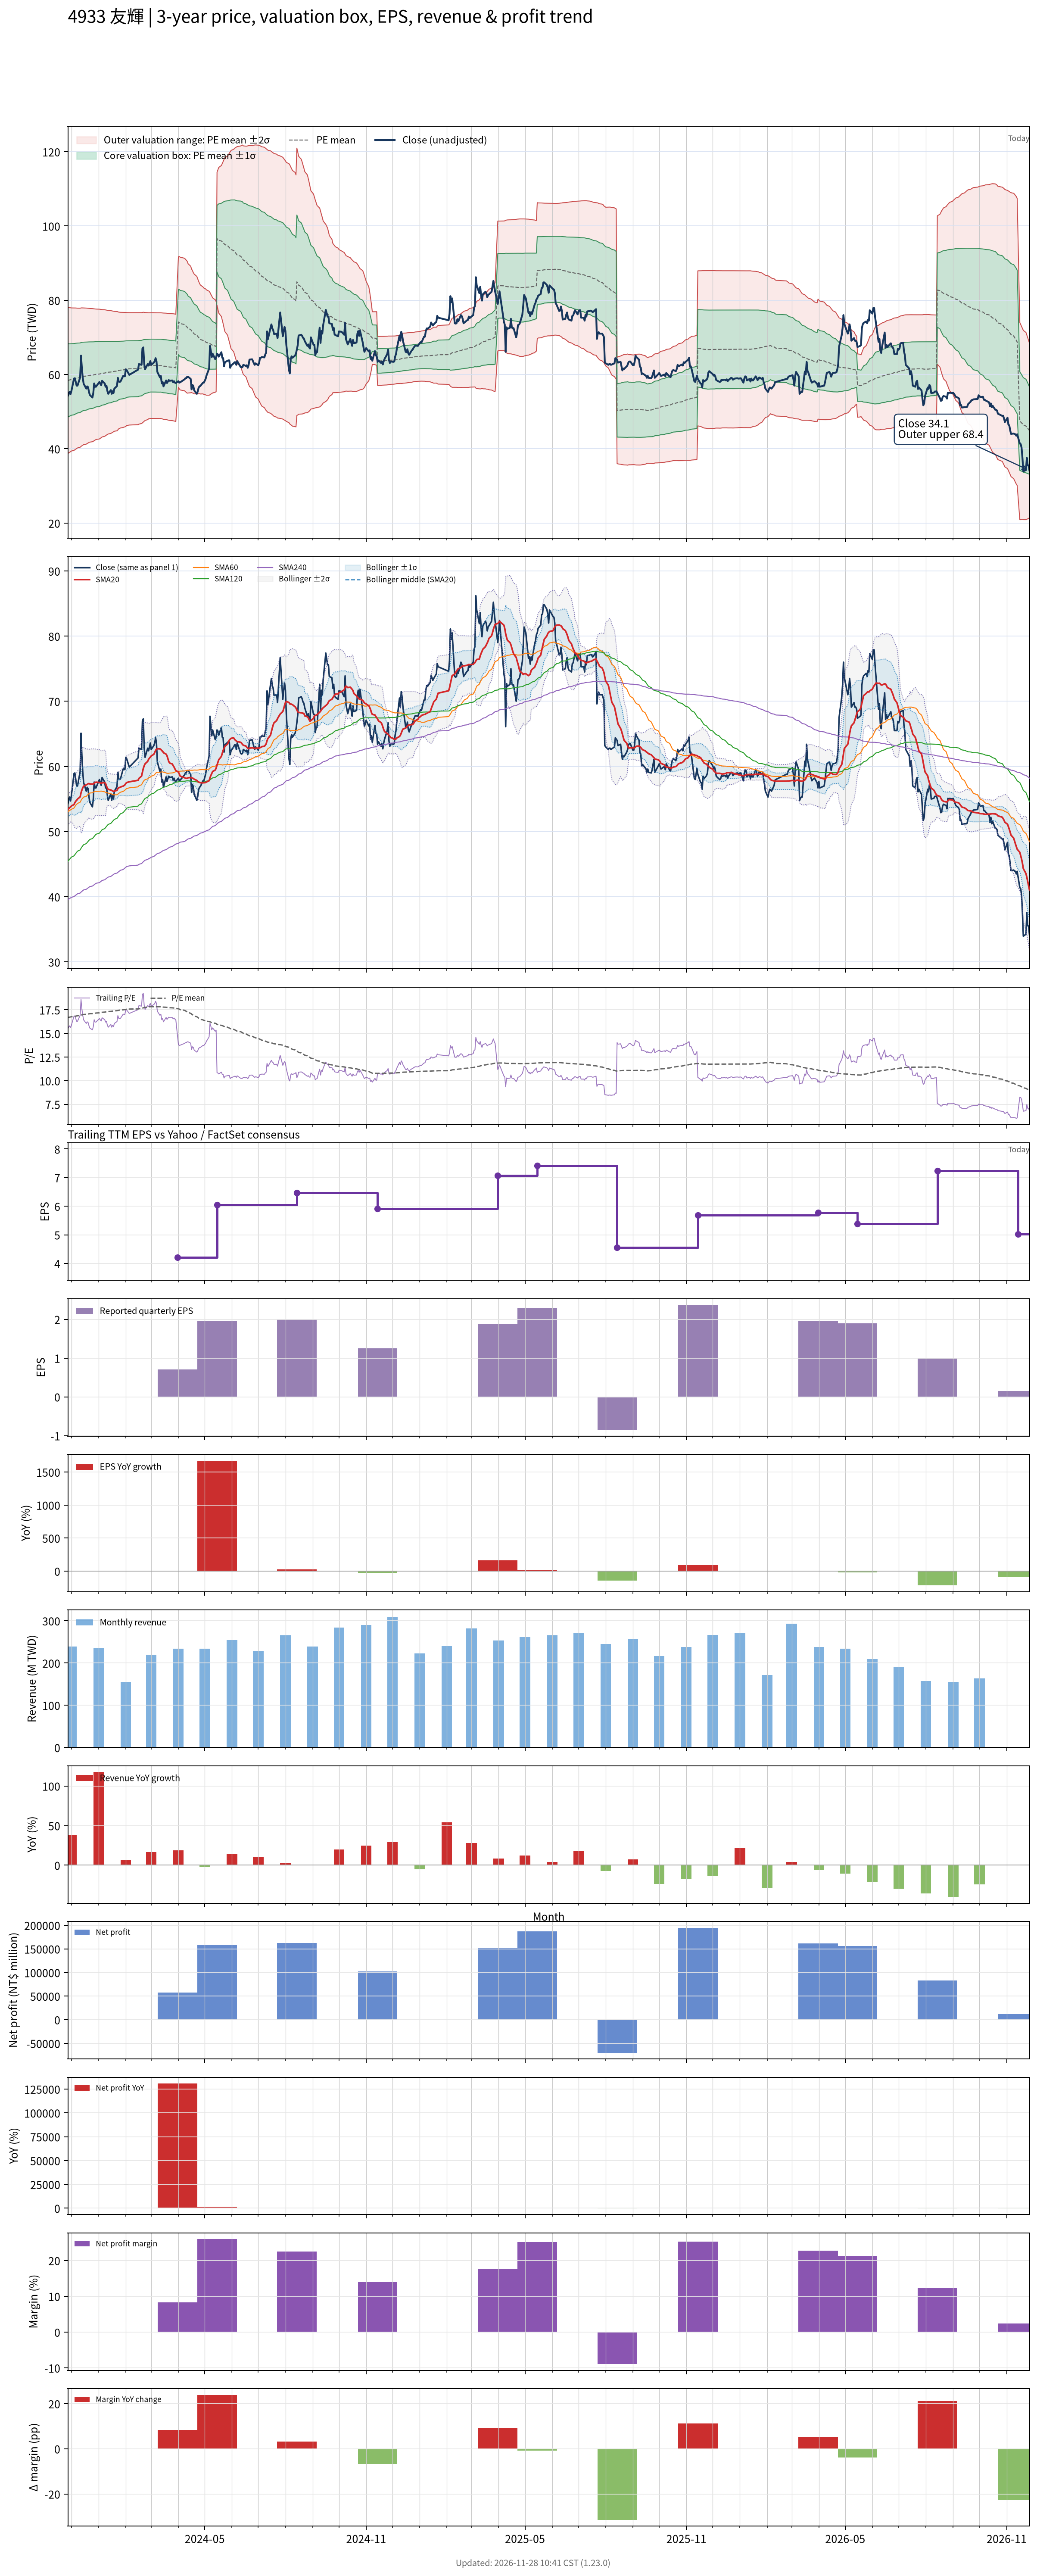 4933 友輝 | 3-year price, valuation box, EPS, revenue & profit trend
Outer valuation range: PE mean ±2σ
PE mean
Close (unadjusted)
Core valuation box: PE mean ±1σ
Today
Price (TWD)
120
100
80
60
40
20
Close 34.1
Outer upper 68.4
Close (same as panel 1)
SMA20
SMA60
SMA120
SMA240
Bollinger ±2σ
Bollinger ±1σ
Bollinger middle (SMA20)
Price
90
80
70
60
50
40
30
Trailing P/E
P/E mean
P/E
17.5
15.0
12.5
10.0
7.5
Trailing TTM EPS vs Yahoo / FactSet consensus
Today
EPS
8
7
6
5
4
Reported quarterly EPS
EPS
2
1
0
-1
EPS YoY growth
YoY (%)
1500
1000
500
0
Monthly revenue
Revenue (M TWD)
300
200
100
0
Revenue YoY growth
YoY (%)
100
50
0
Month
Net profit
Net profit (NT$ million)
200000
150000
100000
50000
0
-50000
Net profit YoY
YoY (%)
125000
100000
75000
50000
25000
0
Net profit margin
Margin (%)
20
10
0
-10
Margin YoY change
Δ margin (pp)
20
0
-20
2024-05
2024-11
2025-05
2025-11
2026-05
2026-11
Updated: 2026-11-28 10:41 CST (1.23.0)